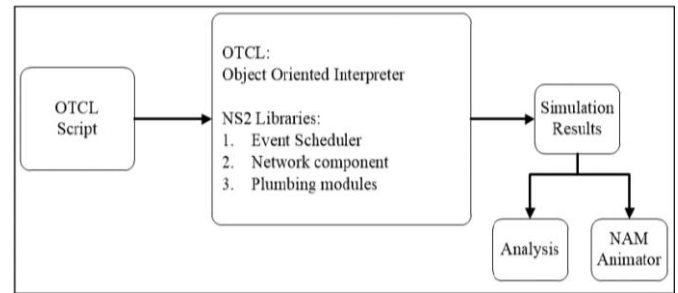 OTCL
Script
OTCL:
Object Oriented Interpreter
NS2 Libraries:
1. Event Scheduler
2. Network component
3. Plumbing modules
Simulation
Results
Analysis
NAM
Animator